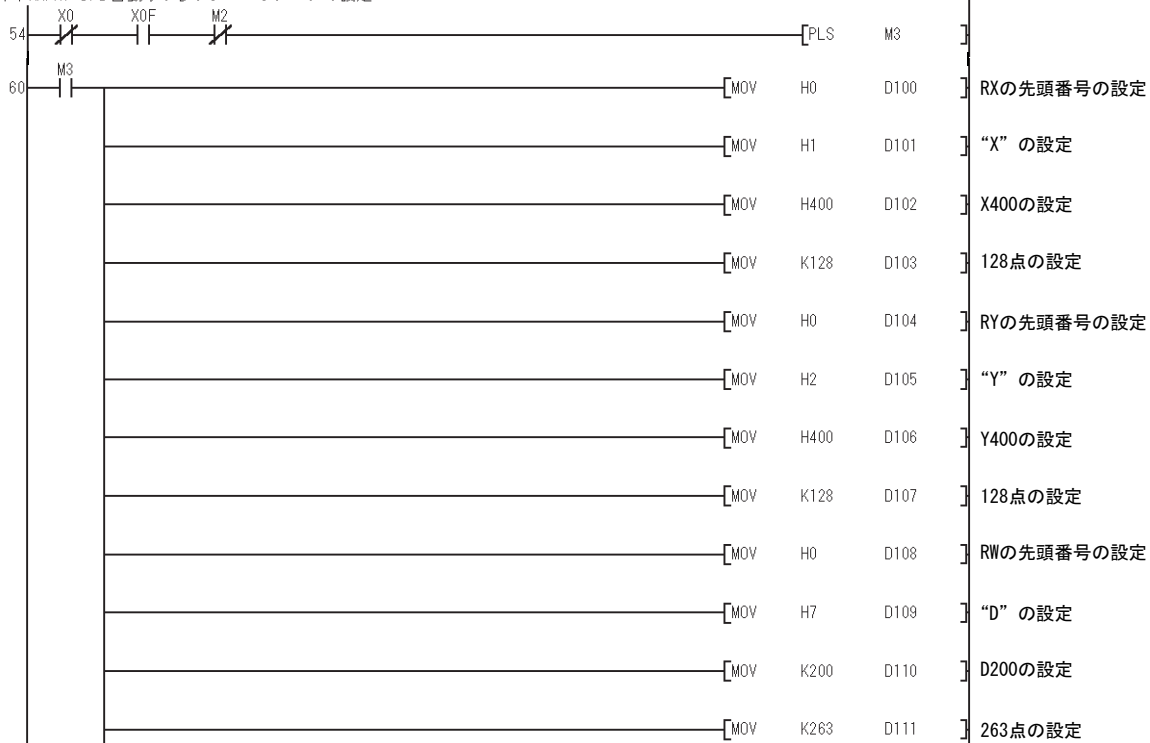 X0 X0F M2
54 PLS M3
M3
60 MOV H0 D100 RXの先頭番号の設定
MOV H1 D101 “X”の設定
MOV H400 D102 X400の設定
MOV K128 D103 128点の設定
MOV H0 D104 RYの先頭番号の設定
MOV H2 D105 “Y”の設定
MOV H400 D106 Y400の設定
MOV K128 D107 128点の設定
MOV H0 D108 RWの先頭番号の設定
MOV H7 D109 “D”の設定
MOV K200 D110 D200の設定
MOV K263 D111 263点の設定